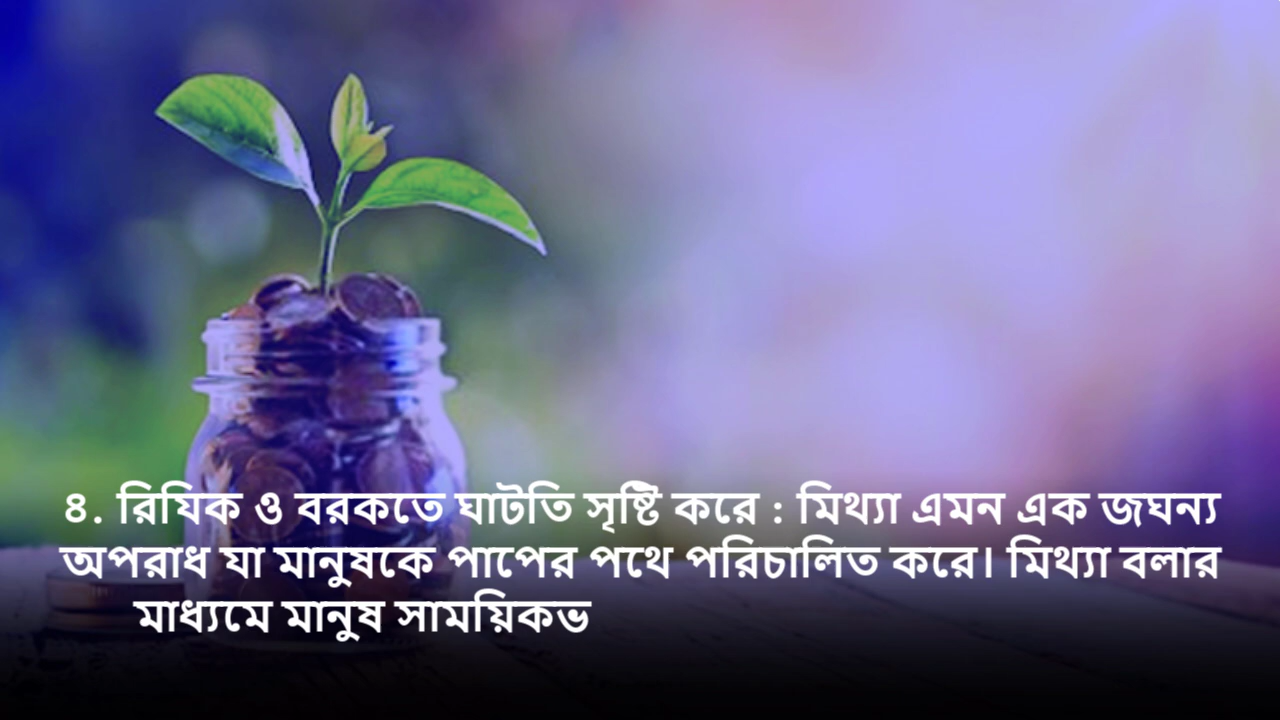 ৪. রিযিক ও বরকতে ঘাটতি সৃষ্টি করে : মিথ্যা এমন এক জঘন্য
অপরাধ যা মানুষকে পাপের পথে পরিচালিত করে। মিথ্যা বলার
মাধ্যমে মানুষ সাময়িকভ